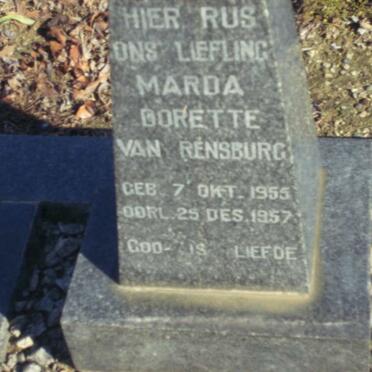 HIER RUS
ONS LIEFLING
MARDA
DORETTE
VAN RENSBURG
GEB. 7 OKT. 1955
OORL. 25 DES. 1957
GOD IS LIEFDE